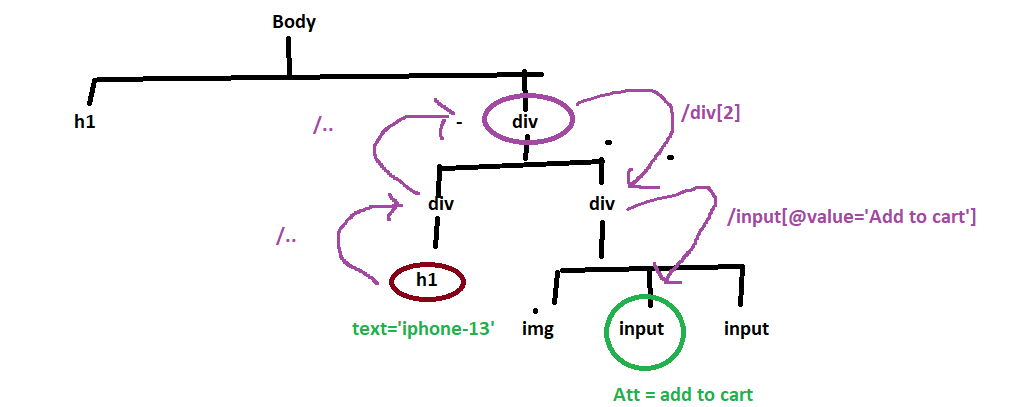 Body
h1
/..
-
div
/div[2]
div
div
/input[@value='Add to cart']
/..
h1
text='iphone-13'
img
input
input
Att = add to cart